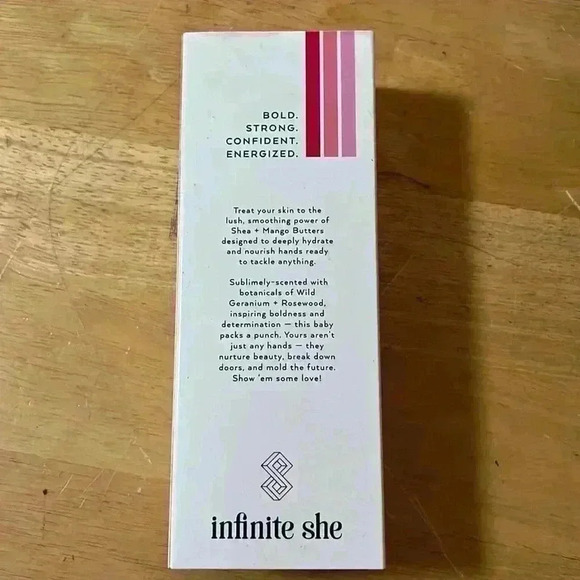 BOLD.
STRONG.
CONFIDENT.
ENERGIZED.
Treat your skin to the
lush, smoothing power of
Shea + Mango Butters
designed to deeply hydrate
and nourish hands ready
to tackle anything.
Sublimely-scented with
botanicals of Wild
Geranium + Rosewood,
inspiring boldness and
determination — this baby
packs a punch. Yours aren't
just any hands — they
nurture beauty, break down
doors, and mold the future.
Show 'em some love!
infinite she